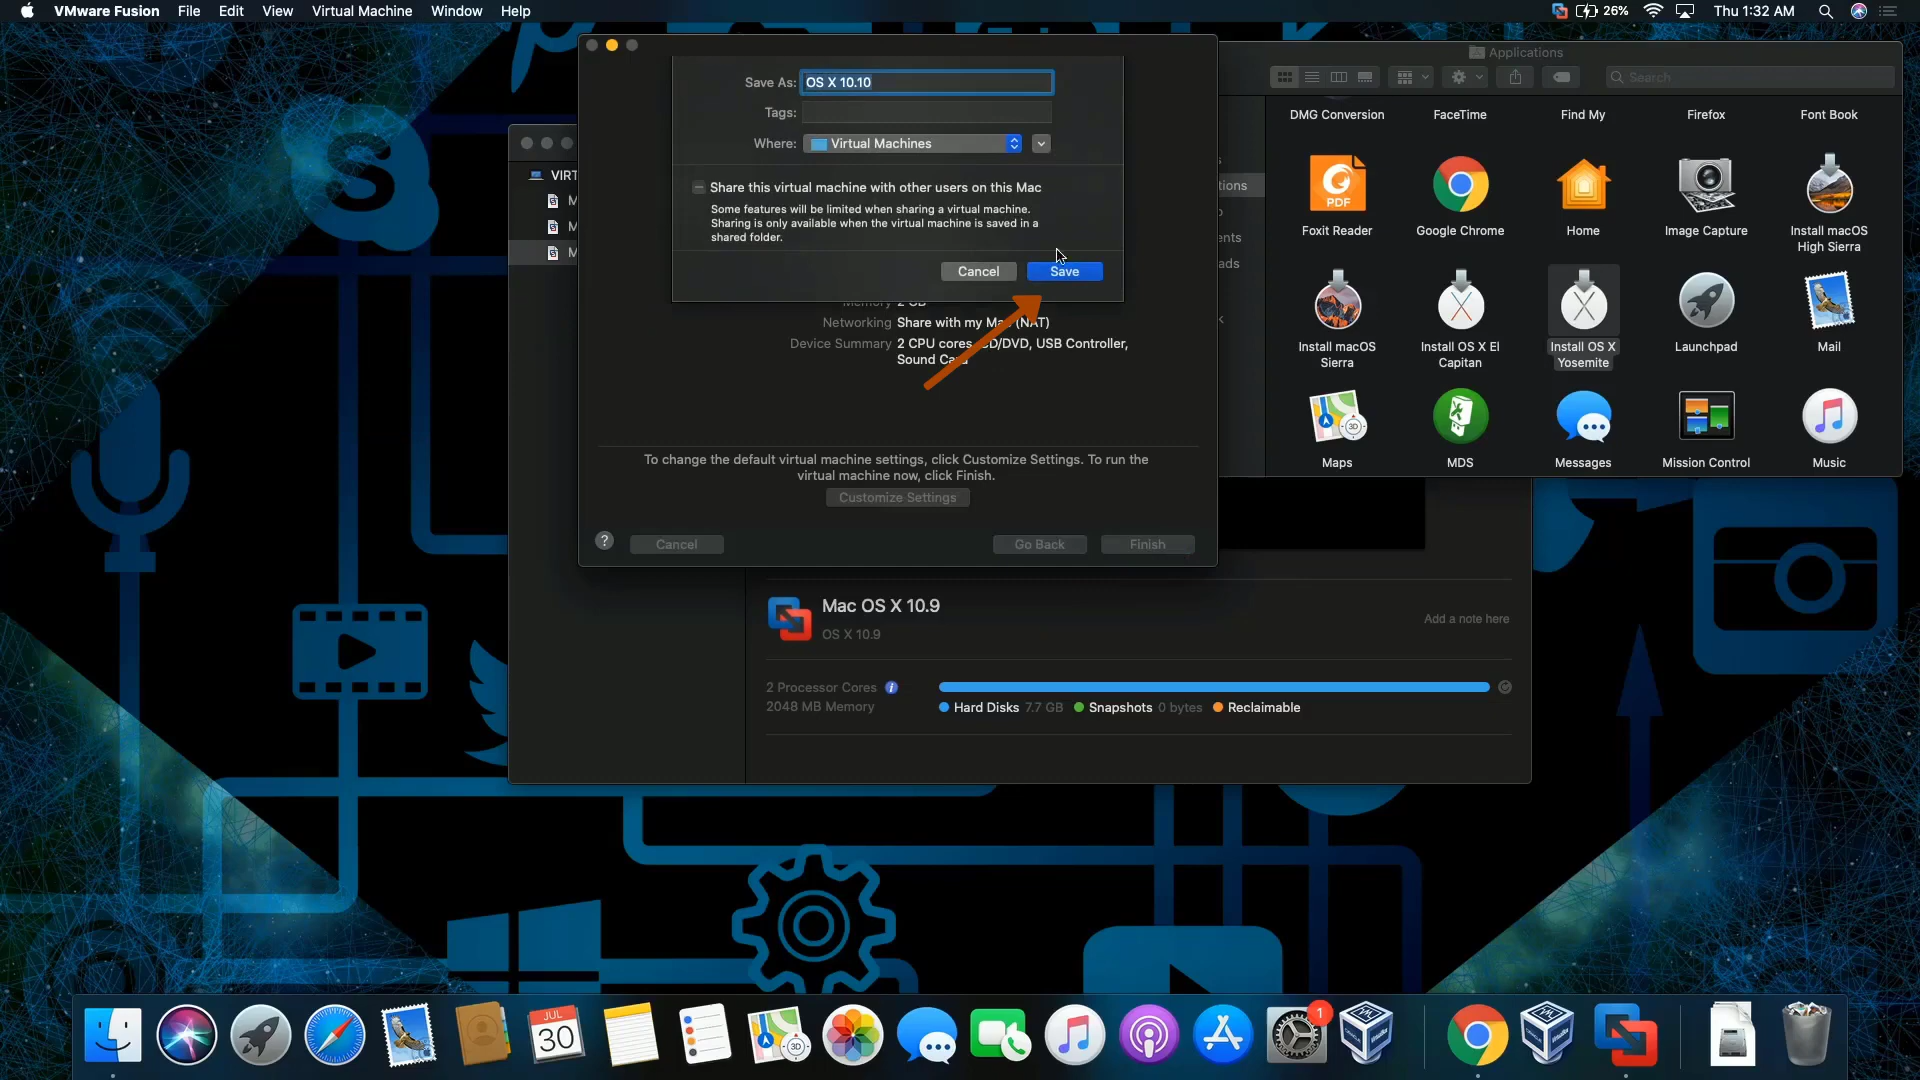 VMware Fusion File Edit View Virtual Machine Window Help
26% Thu 1:32 AM
Save As: OS X 10.10
Tags:
Where: Virtual Machines
Share this virtual machine with other users on this Mac
Some features will be limited when sharing a virtual machine.
Sharing is only available when the virtual machine is saved in a
shared folder.
Cancel Save
Networking Share with my (NAT)
Device Summary 2 CPU cores, CD/DVD, USB Controller,
Sound Card
To change the default virtual machine settings, click Customize Settings. To run the
virtual machine now, click Finish.
Customize Settings
? Cancel Go Back Finish
VIRT
M
M
M
Applications
Search
DMG Conversion FaceTime Find My Firefox Font Book
PDF
Foxit Reader Google Chrome Home Image Capture Install macOS
High Sierra
Install macOS
Sierra
Install OS X El
Capitan
Install OS X
Yosemite
Launchpad Mail
3D
Maps MDS Messages Mission Control Music
Mac OS X 10.9
OS X 10.9
Add a note here
2 Processor Cores
2048 MB Memory
Hard Disks 7.7 GB Snapshots 0 bytes Reclaimable
JUL
30
3D
1